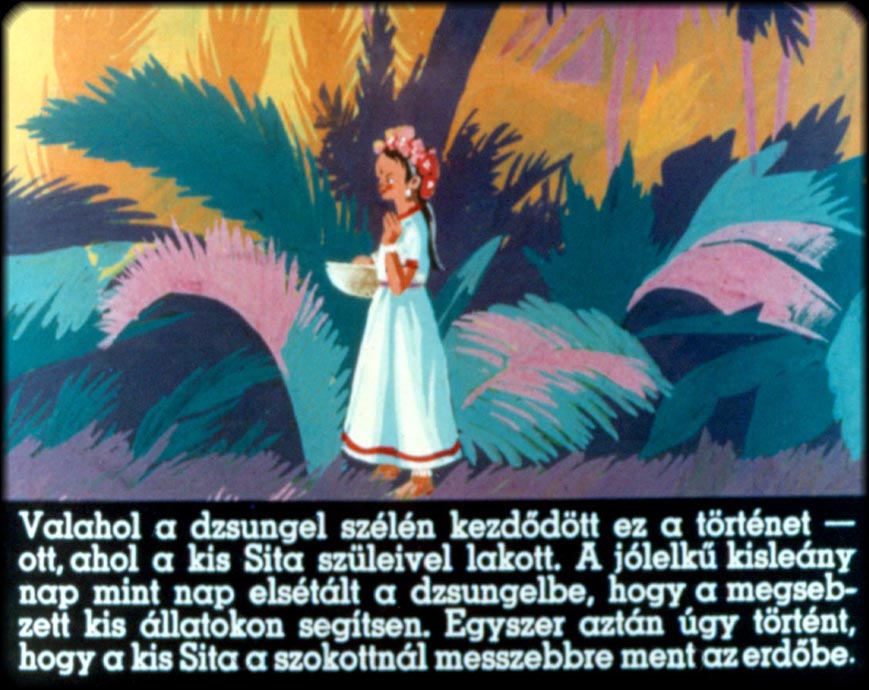 Valahol a dzsungel szélén kezdődött ez a történet —
ott, ahol a kis Sita szüleivel lakott. A jólelkű kisleány
nap mint nap elsétált a dzsungelbe, hogy a megseb-
zett kis állatokon segítsen. Egyszer aztán úgy történt,
hogy a kis Sita a szokottnál messzebbre ment az erdőbe.